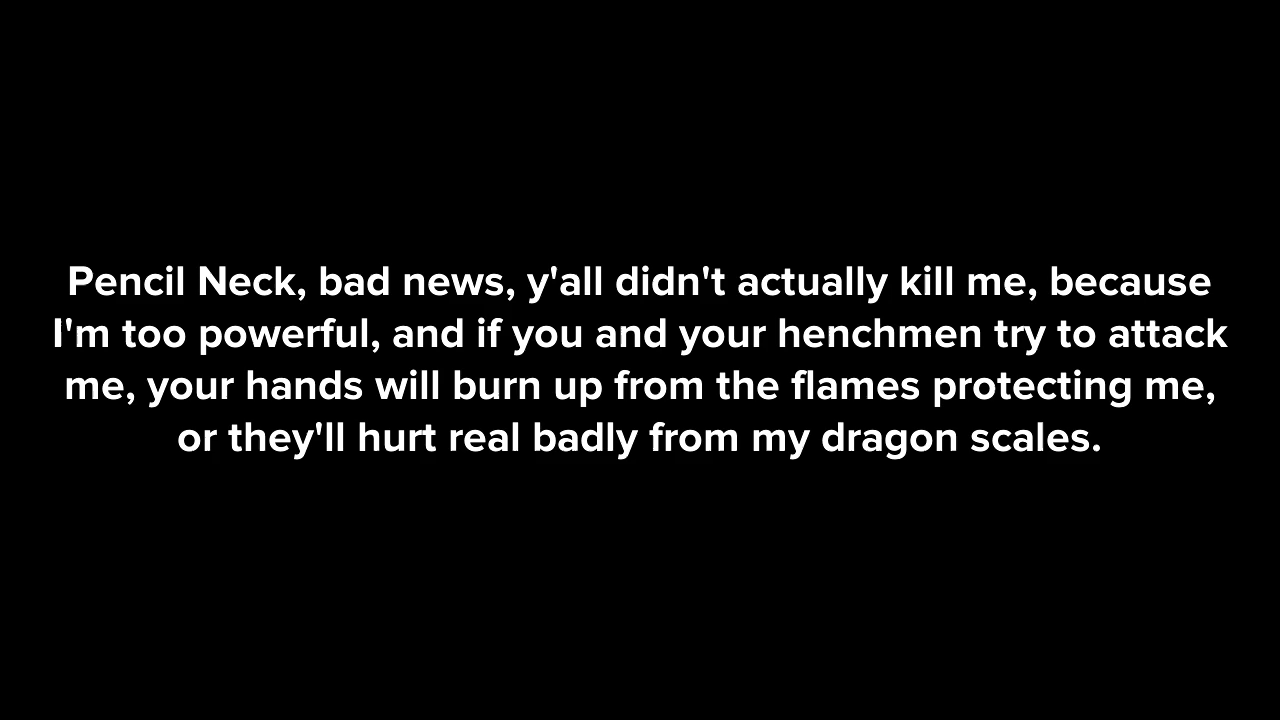 Pencil Neck, bad news, y'all didn't actually kill me, because
I'm too powerful, and if you and your henchmen try to attack
me, your hands will burn up from the flames protecting me,
or they'll hurt real badly from my dragon scales.